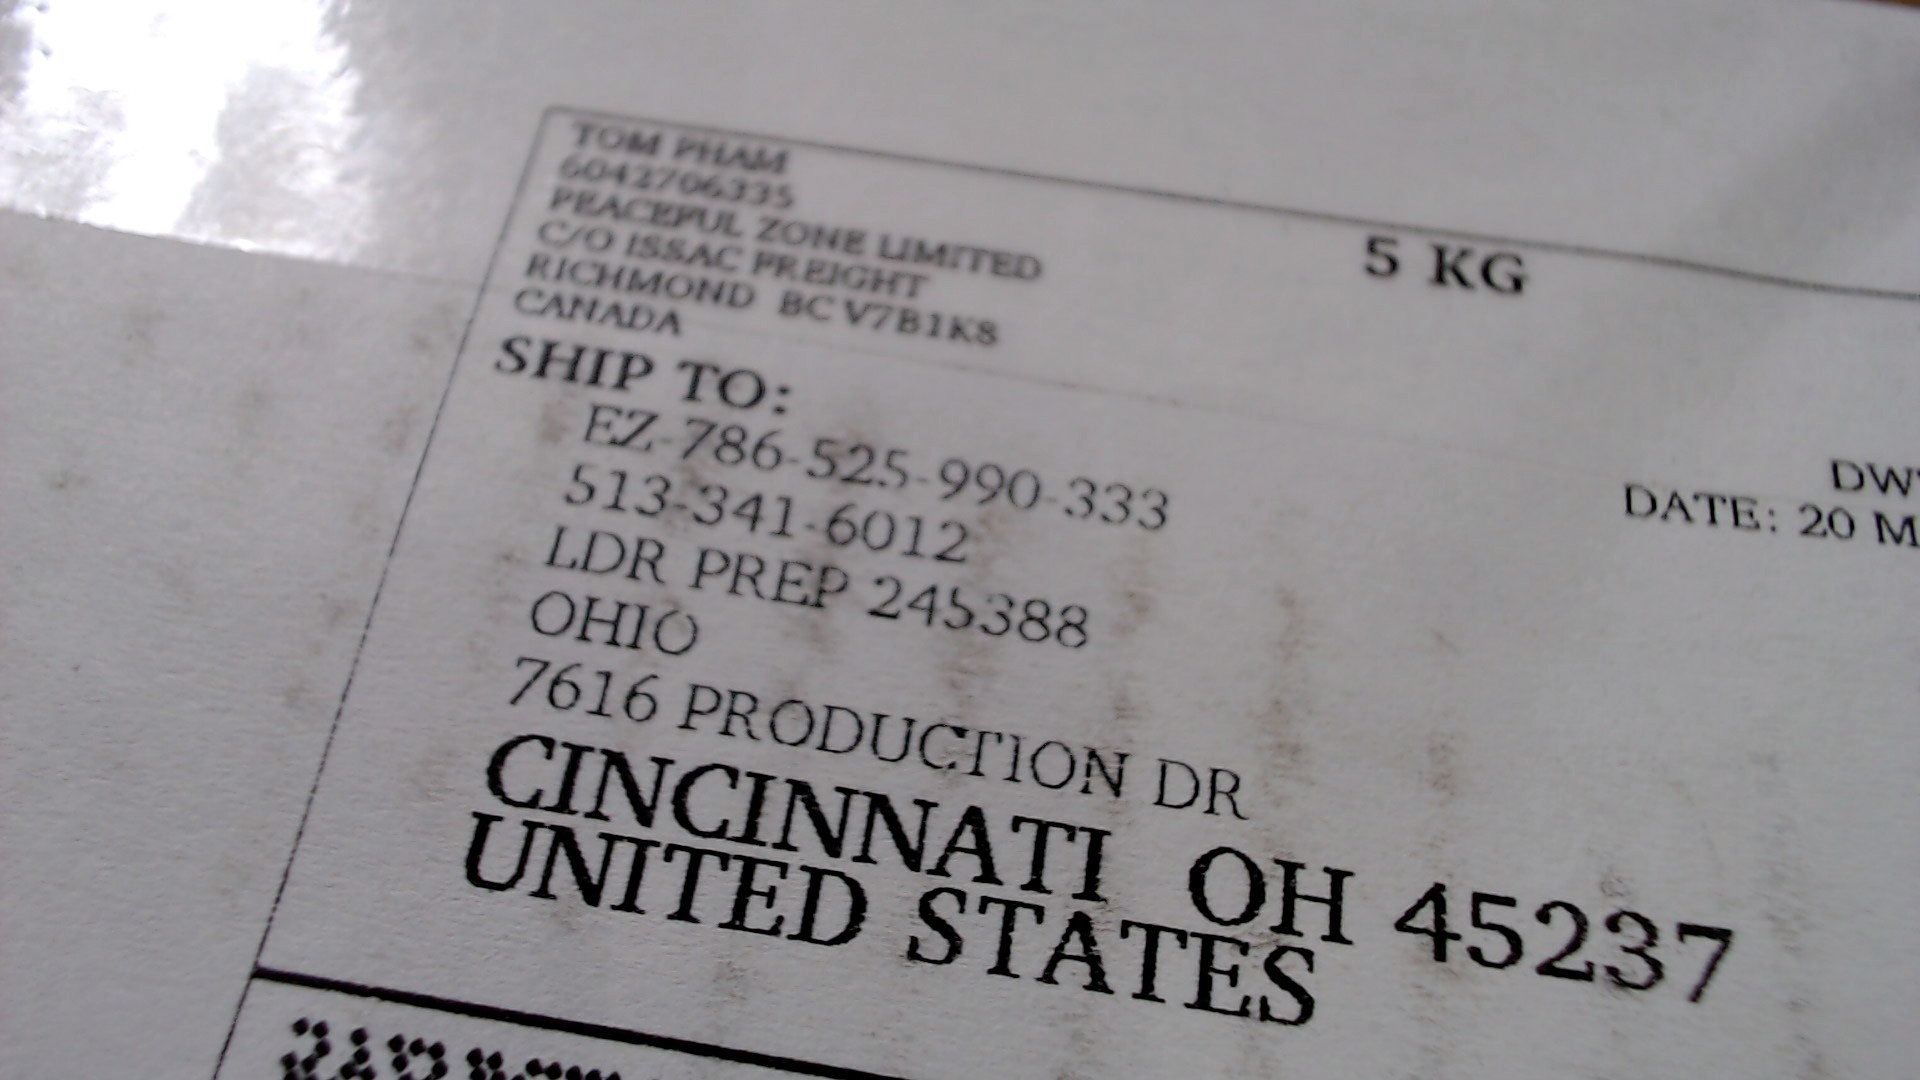 TOM PHAM
6042706335
PEACEFUL ZONE LIMITED
C/O ISSAC FREIGHT
RICHMOND BC V7B1K8
CANADA
5 KG
SHIP TO:
EZ-786-525-990-333
513-341-6012
LDR PREP 245388
OHIO
7616 PRODUCTION DR
CINCINNATI OH 45237
UNITED STATES
DATE: 20